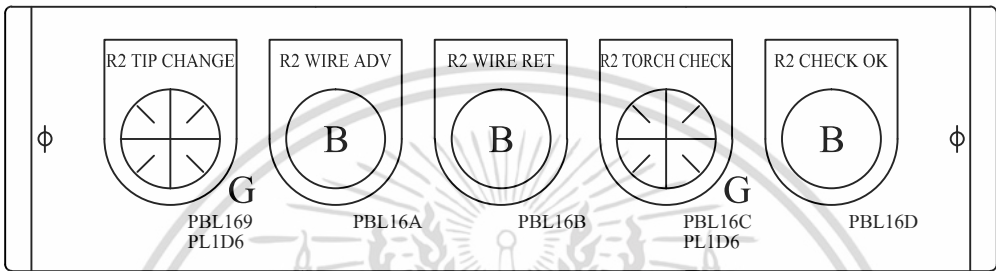 R2 TIP CHANGE
R2 WIRE ADV
R2 WIRE RET
R2 TORCH CHECK
R2 CHECK OK
B
B
B
G
G
PBL169
PL1D6
PBL16A
PBL16B
PBL16C
PL1D6
PBL16D